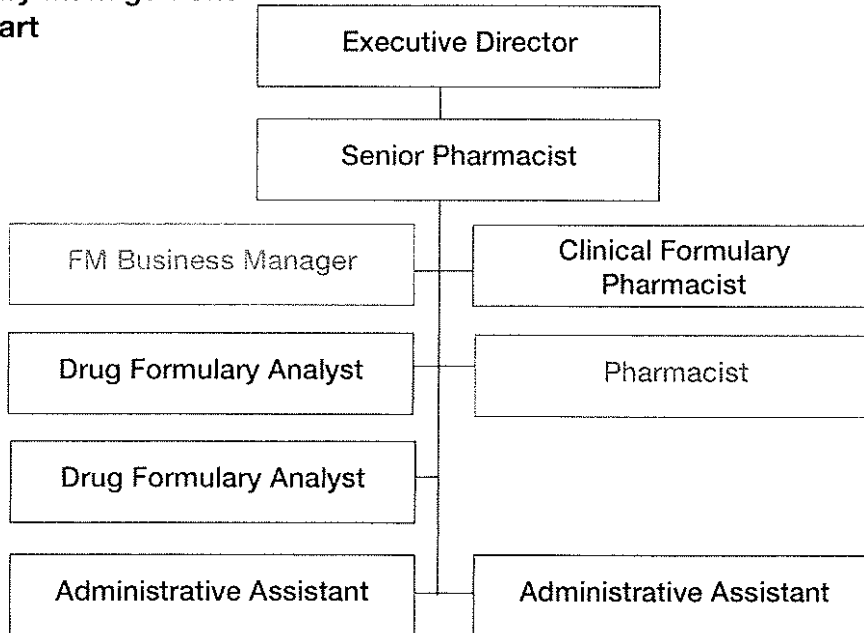 art
Executive Director
Senior Pharmacist
FM Business Manager
Clinical Formulary
Pharmacist
Drug Formulary Analyst
Pharmacist
Drug Formulary Analyst
Administrative Assistant
Administrative Assistant